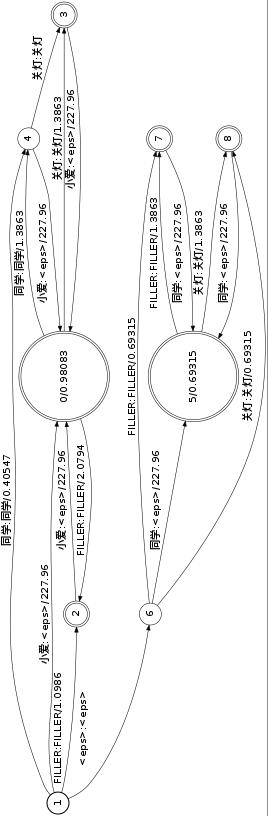 1
同学:同学/0.40547
小爱:<eps>/227.96
FILLER:FILLER/1.0986
<eps>:<eps>
2
小爱:<eps>/227.96
FILLER:FILLER/2.0794
0/0.98083
同学:同学/1.3863
小爱:<eps>/227.96
关灯:关灯/1.3863
小爱:<eps>/227.96
4
关灯:关灯
3
6
FILLER:FILLER/0.69315
同学:<eps>/227.96
关灯:关灯/0.69315
5/0.69315
FILLER:FILLER/1.3863
同学:<eps>/227.96
关灯:关灯/1.3863
同学:<eps>/227.96
7
8